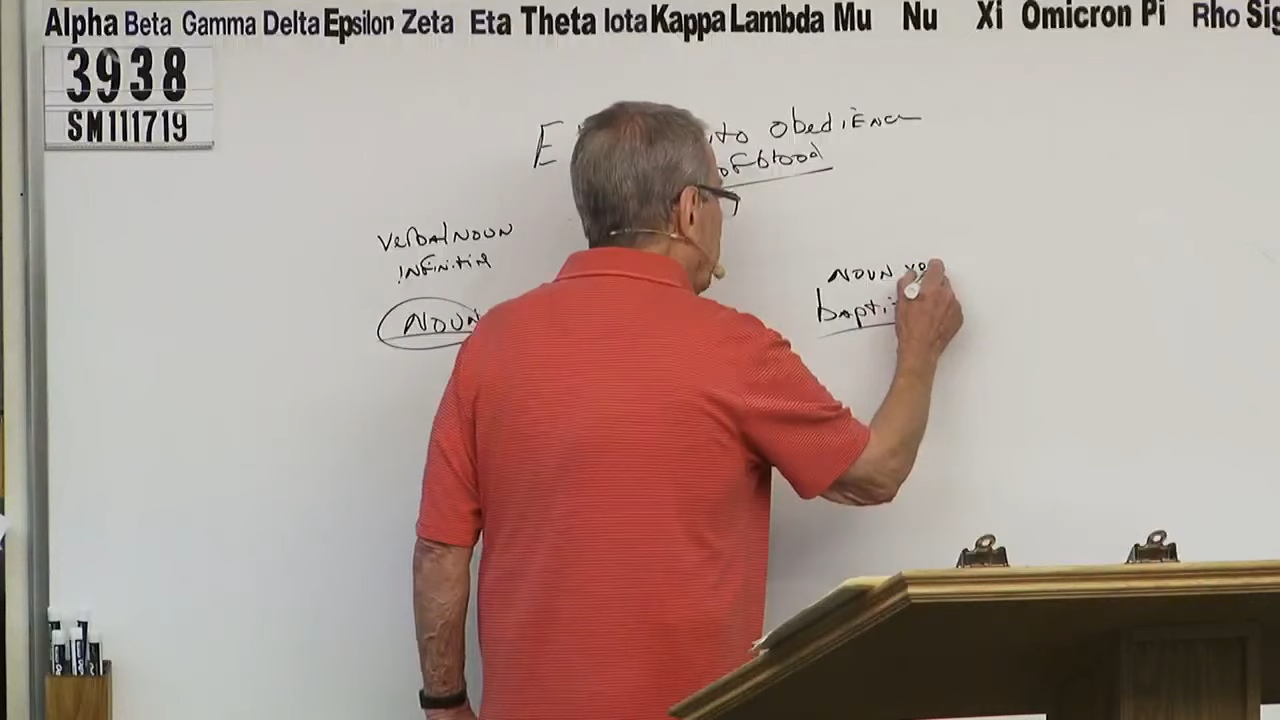 Alpha Beta Gamma Delta Epsilon Zeta Eta Theta Iota Kappa Lambda Mu Nu Xi Omicron Pi Rho Sig
3938
SM111719
E ito Obedience
of blood
Verbal Noun
Infinitive
Noun
Noun
bapti